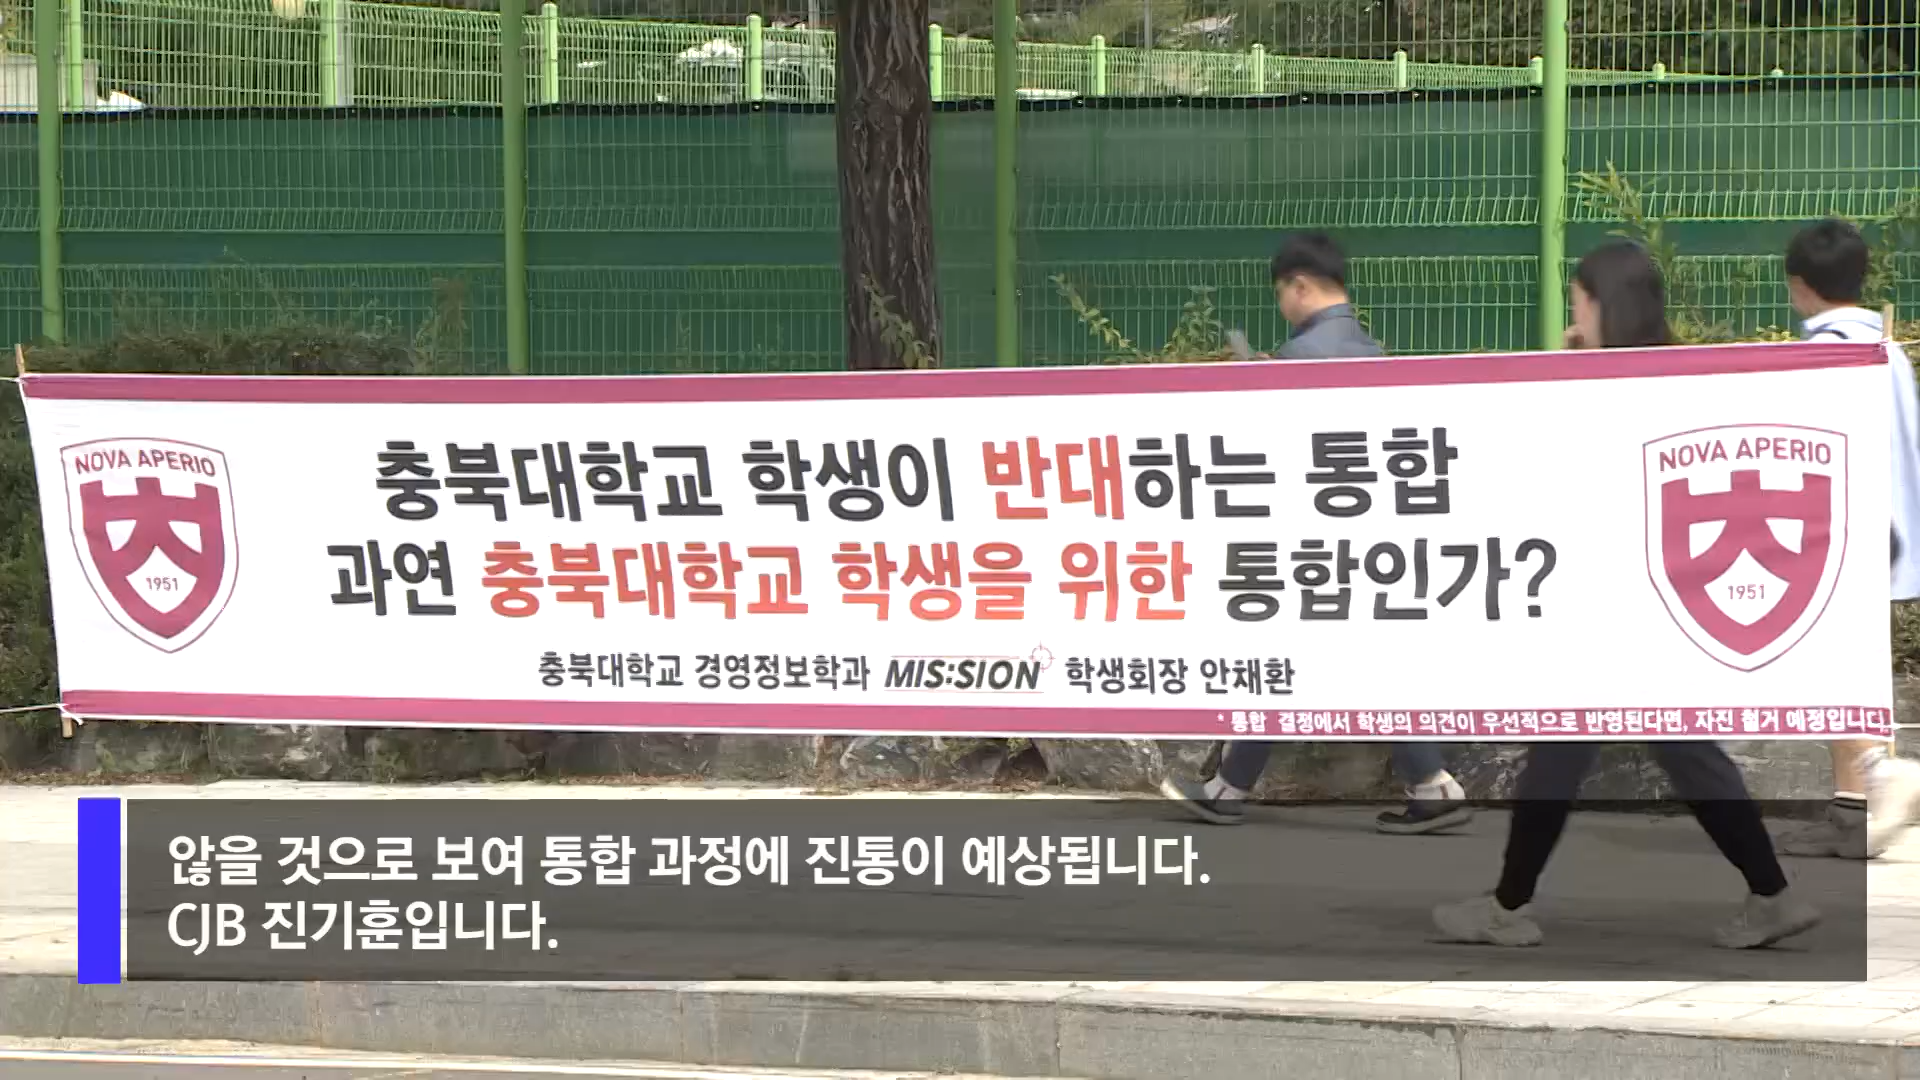 NOVA APERIO
1951
충북대학교 학생이 반대하는 통합
과연 충북대학교 학생을 위한 통합인가?
충북대학교 경영정보학과 MIS:SION 학생회장 안채환
* 통합 결정에서 학생의 의견이 우선적으로 반영된다면, 자진 철거 예정입니다.
NOVA APERIO
1951
않을 것으로 보여 통합 과정에 진통이 예상됩니다.
CJB 진기훈입니다.